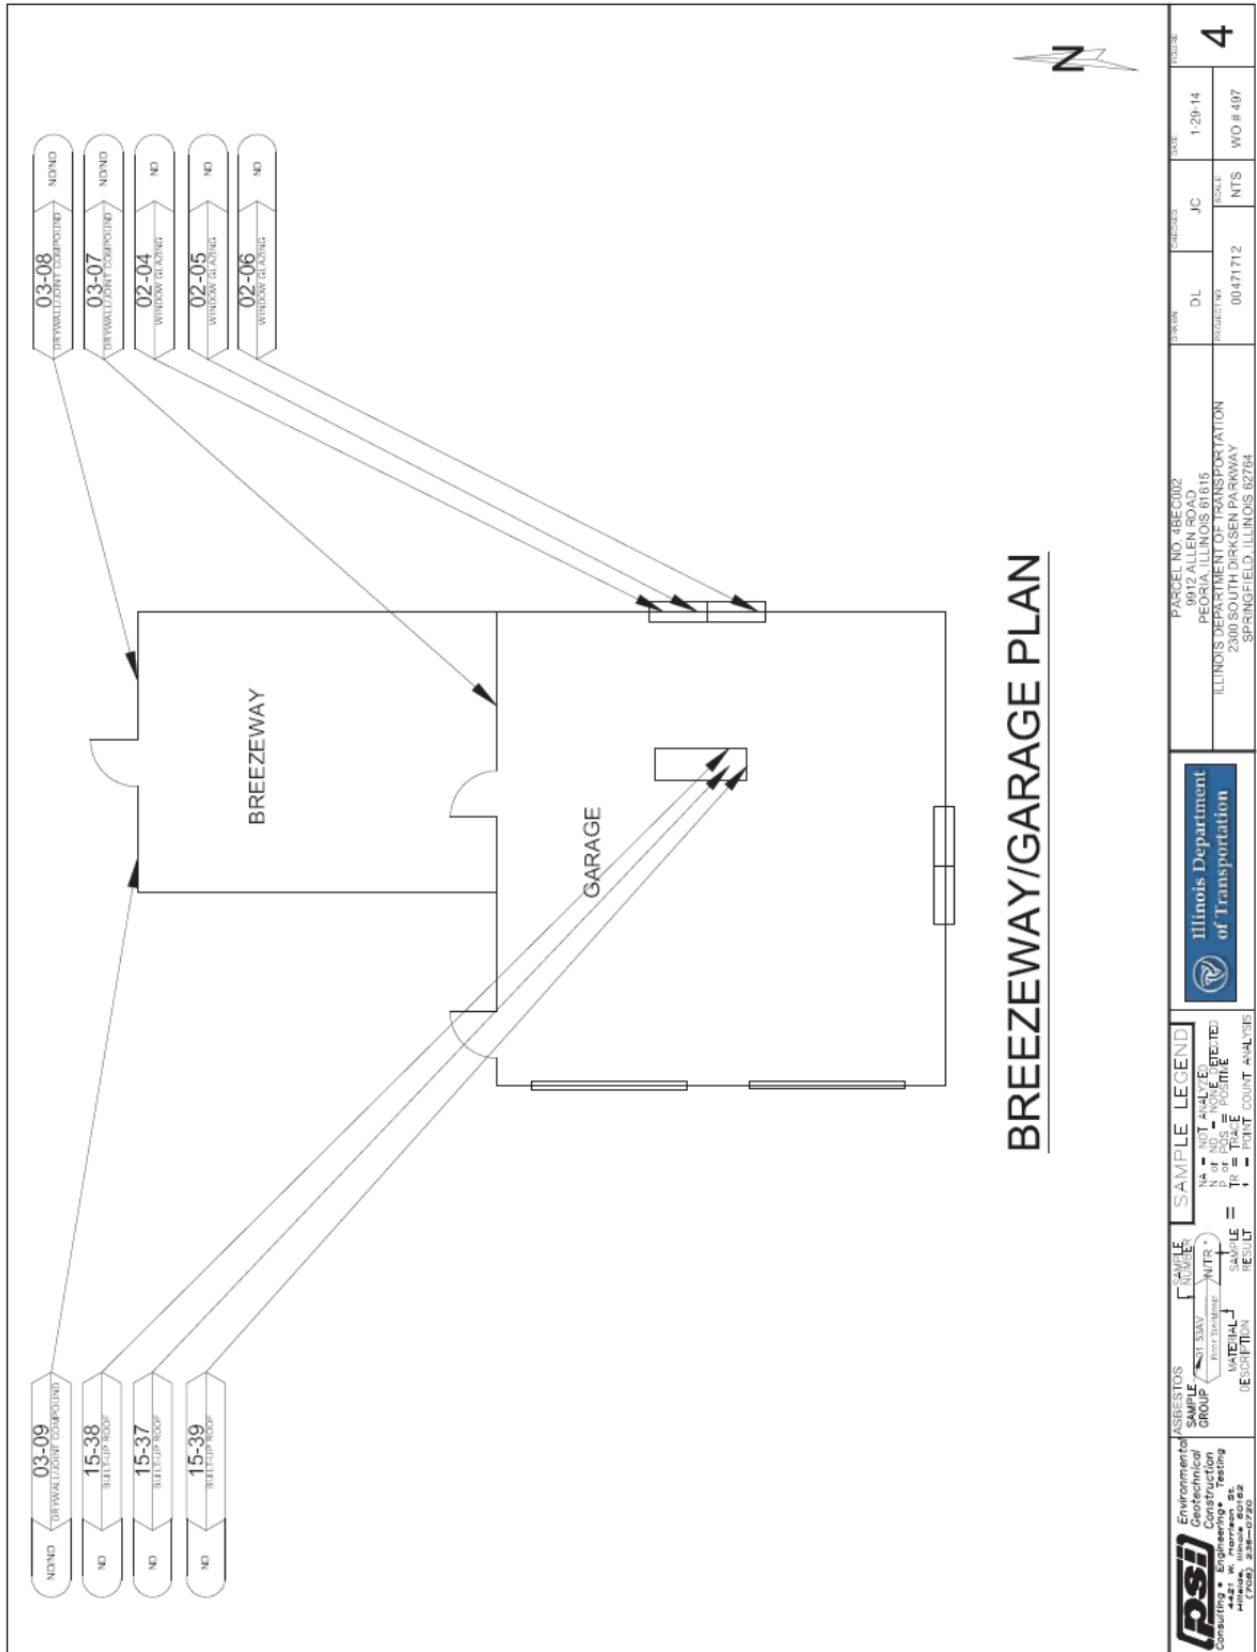 03-09
DRYWALL/JOINT COMPOUND
ND/ND
15-38
BUILT-UP ROOF
ND
15-37
BUILT-UP ROOF
ND
15-39
BUILT-UP ROOF
ND
03-08
DRYWALL/JOINT COMPOUND
ND/ND
03-07
DRYWALL/JOINT COMPOUND
ND/ND
02-04
WINDOW GLAZING
ND
02-05
WINDOW GLAZING
ND
02-06
WINDOW GLAZING
ND
BREEZEWAY
GARAGE
N
BREEZEWAY/GARAGE PLAN
psi
Environmental
Geotechnical
Construction
Consulting • Engineering • Testing
4421 W. Harrison St.
Hillside, Illinois 60162
(708) 236-0720
ASBESTOS
SAMPLE
GROUP
SAMPLE
NUMBER
01 53AV
N/TR *
MATERIAL
DESCRIPTION
SAMPLE
RESULT
=
SAMPLE LEGEND
NA = NOT ANALYZED
N or ND = NONE DETECTED
P or POS = POSITIVE
TR = TRACE
* = POINT COUNT ANALYSIS
Illinois Department
of Transportation
PARCEL NO. 4BEC002
9912 ALLEN ROAD
PEORIA, ILLINOIS 61615
ILLINOIS DEPARTMENT OF TRANSPORTATION
2300 SOUTH DIRKSEN PARKWAY
SPRINGFIELD, ILLINOIS 62764
DRAWN
DL
CHECKED
JC
DATE
1-29-14
FIGURE
4
PROJECT NO.
00471712
SCALE
NTS
WO # 497